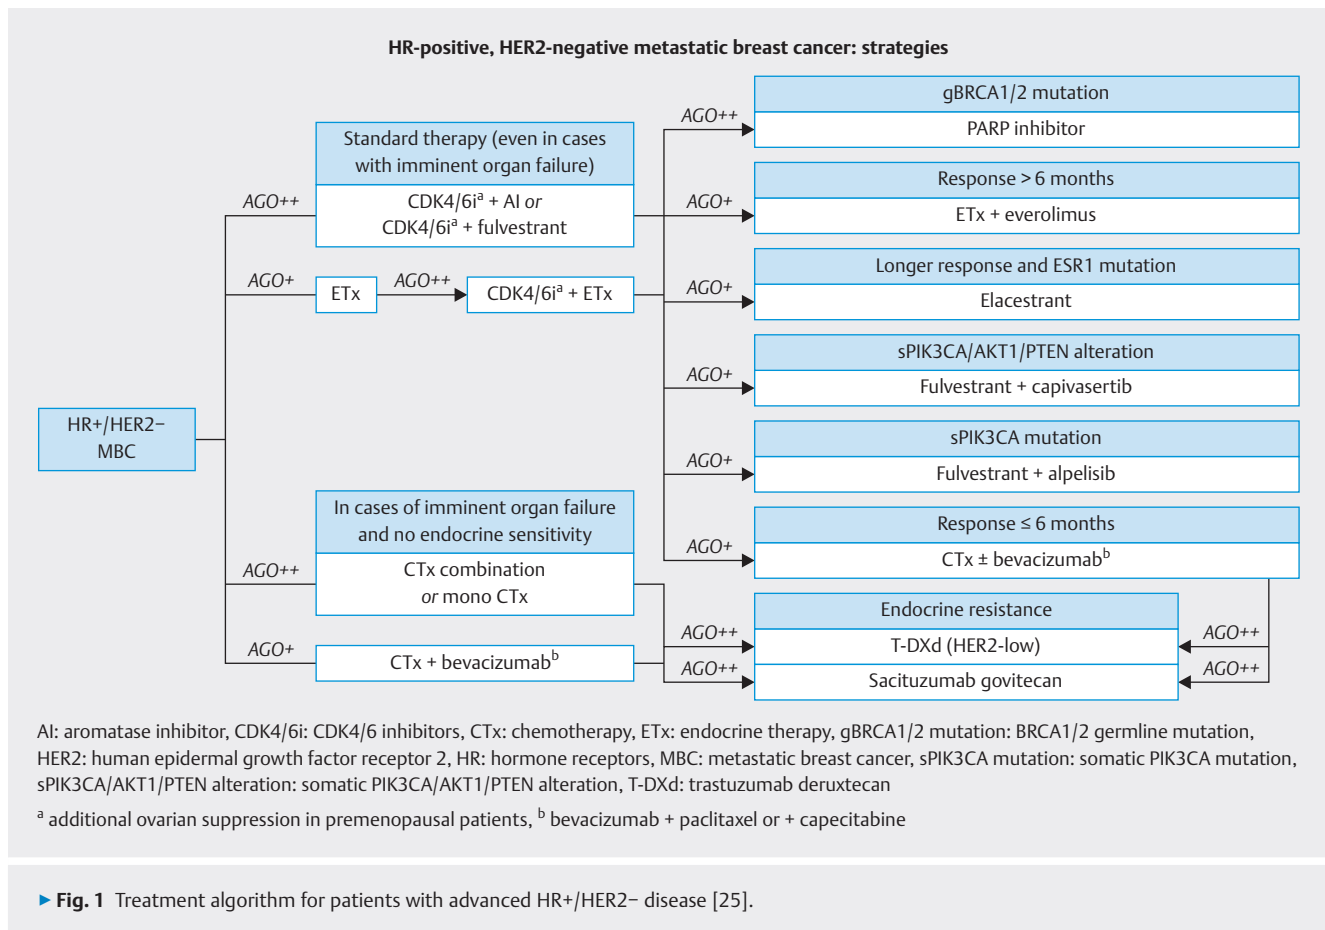 HR-positive, HER2-negative metastatic breast cancer: strategies
HR+/HER2−
MBC
AGO++
Standard therapy (even in cases
with imminent organ failure)
CDK4/6iᵃ + AI or
CDK4/6iᵃ + fulvestrant
AGO+
ETx
AGO++
CDK4/6iᵃ + ETx
AGO++
In cases of imminent organ failure
and no endocrine sensitivity
CTx combination
or mono CTx
AGO+
CTx + bevacizumabᵇ
AGO++
gBRCA1/2 mutation
PARP inhibitor
AGO+
Response > 6 months
ETx + everolimus
AGO+
Longer response and ESR1 mutation
Elacestrant
AGO+
sPIK3CA/AKT1/PTEN alteration
Fulvestrant + capivasertib
AGO+
sPIK3CA mutation
Fulvestrant + alpelisib
AGO+
Response ≤ 6 months
CTx ± bevacizumabᵇ
Endocrine resistance
AGO++
T-DXd (HER2-low)
AGO++
AGO++
Sacituzumab govitecan
AGO++
AI: aromatase inhibitor, CDK4/6i: CDK4/6 inhibitors, CTx: chemotherapy, ETx: endocrine therapy, gBRCA1/2 mutation: BRCA1/2 germline mutation,
HER2: human epidermal growth factor receptor 2, HR: hormone receptors, MBC: metastatic breast cancer, sPIK3CA mutation: somatic PIK3CA mutation,
sPIK3CA/AKT1/PTEN alteration: somatic PIK3CA/AKT1/PTEN alteration, T-DXd: trastuzumab deruxtecan
ᵃ additional ovarian suppression in premenopausal patients, ᵇ bevacizumab + paclitaxel or + capecitabine
▶ Fig. 1 Treatment algorithm for patients with advanced HR+/HER2− disease [25].